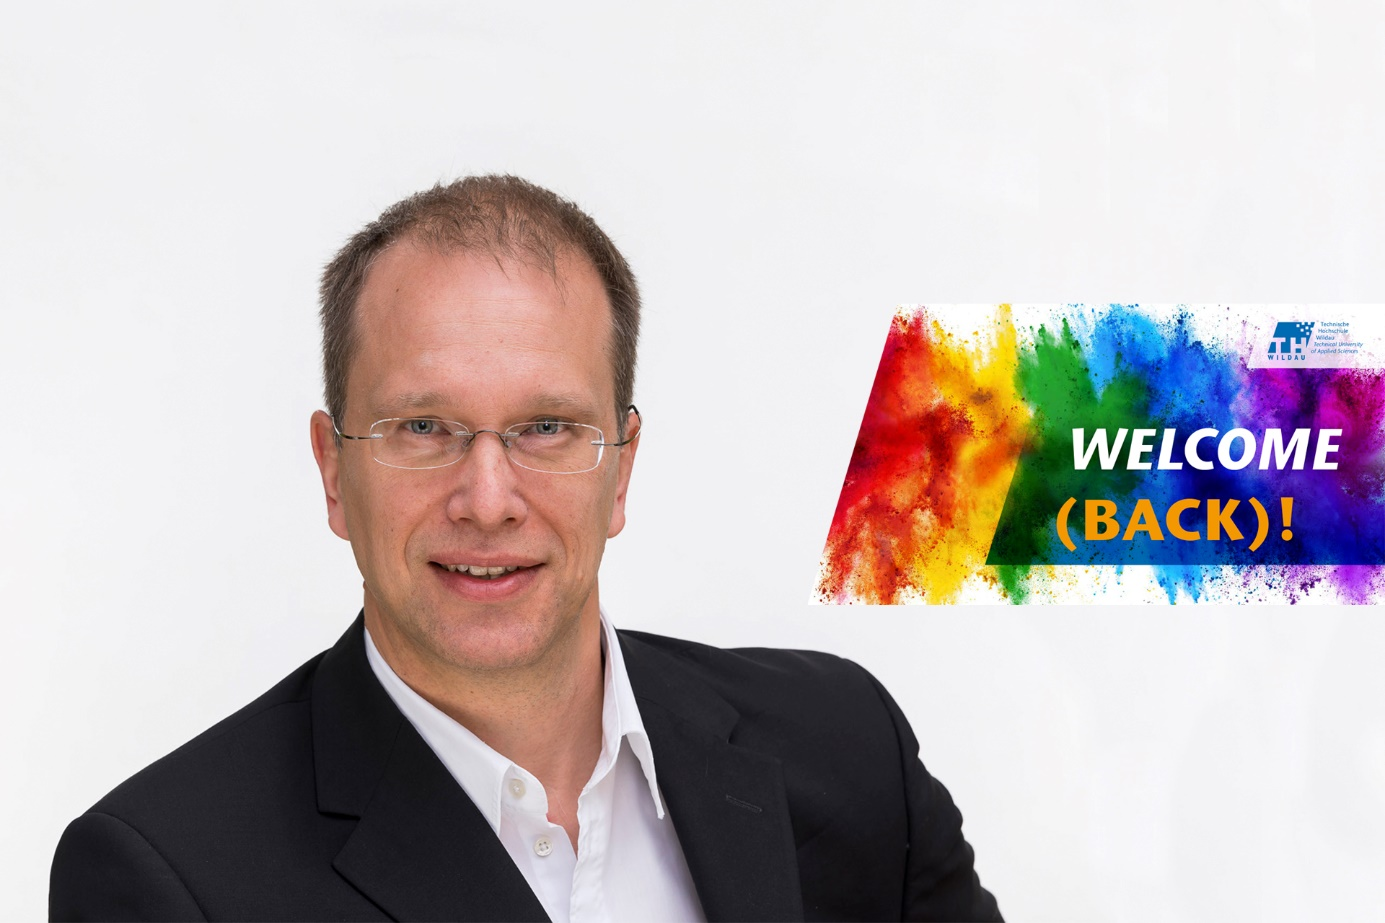 TH
WILDAU
Technische
Hochschule
Wildau
Technical University
of Applied Sciences
WELCOME
(BACK)!